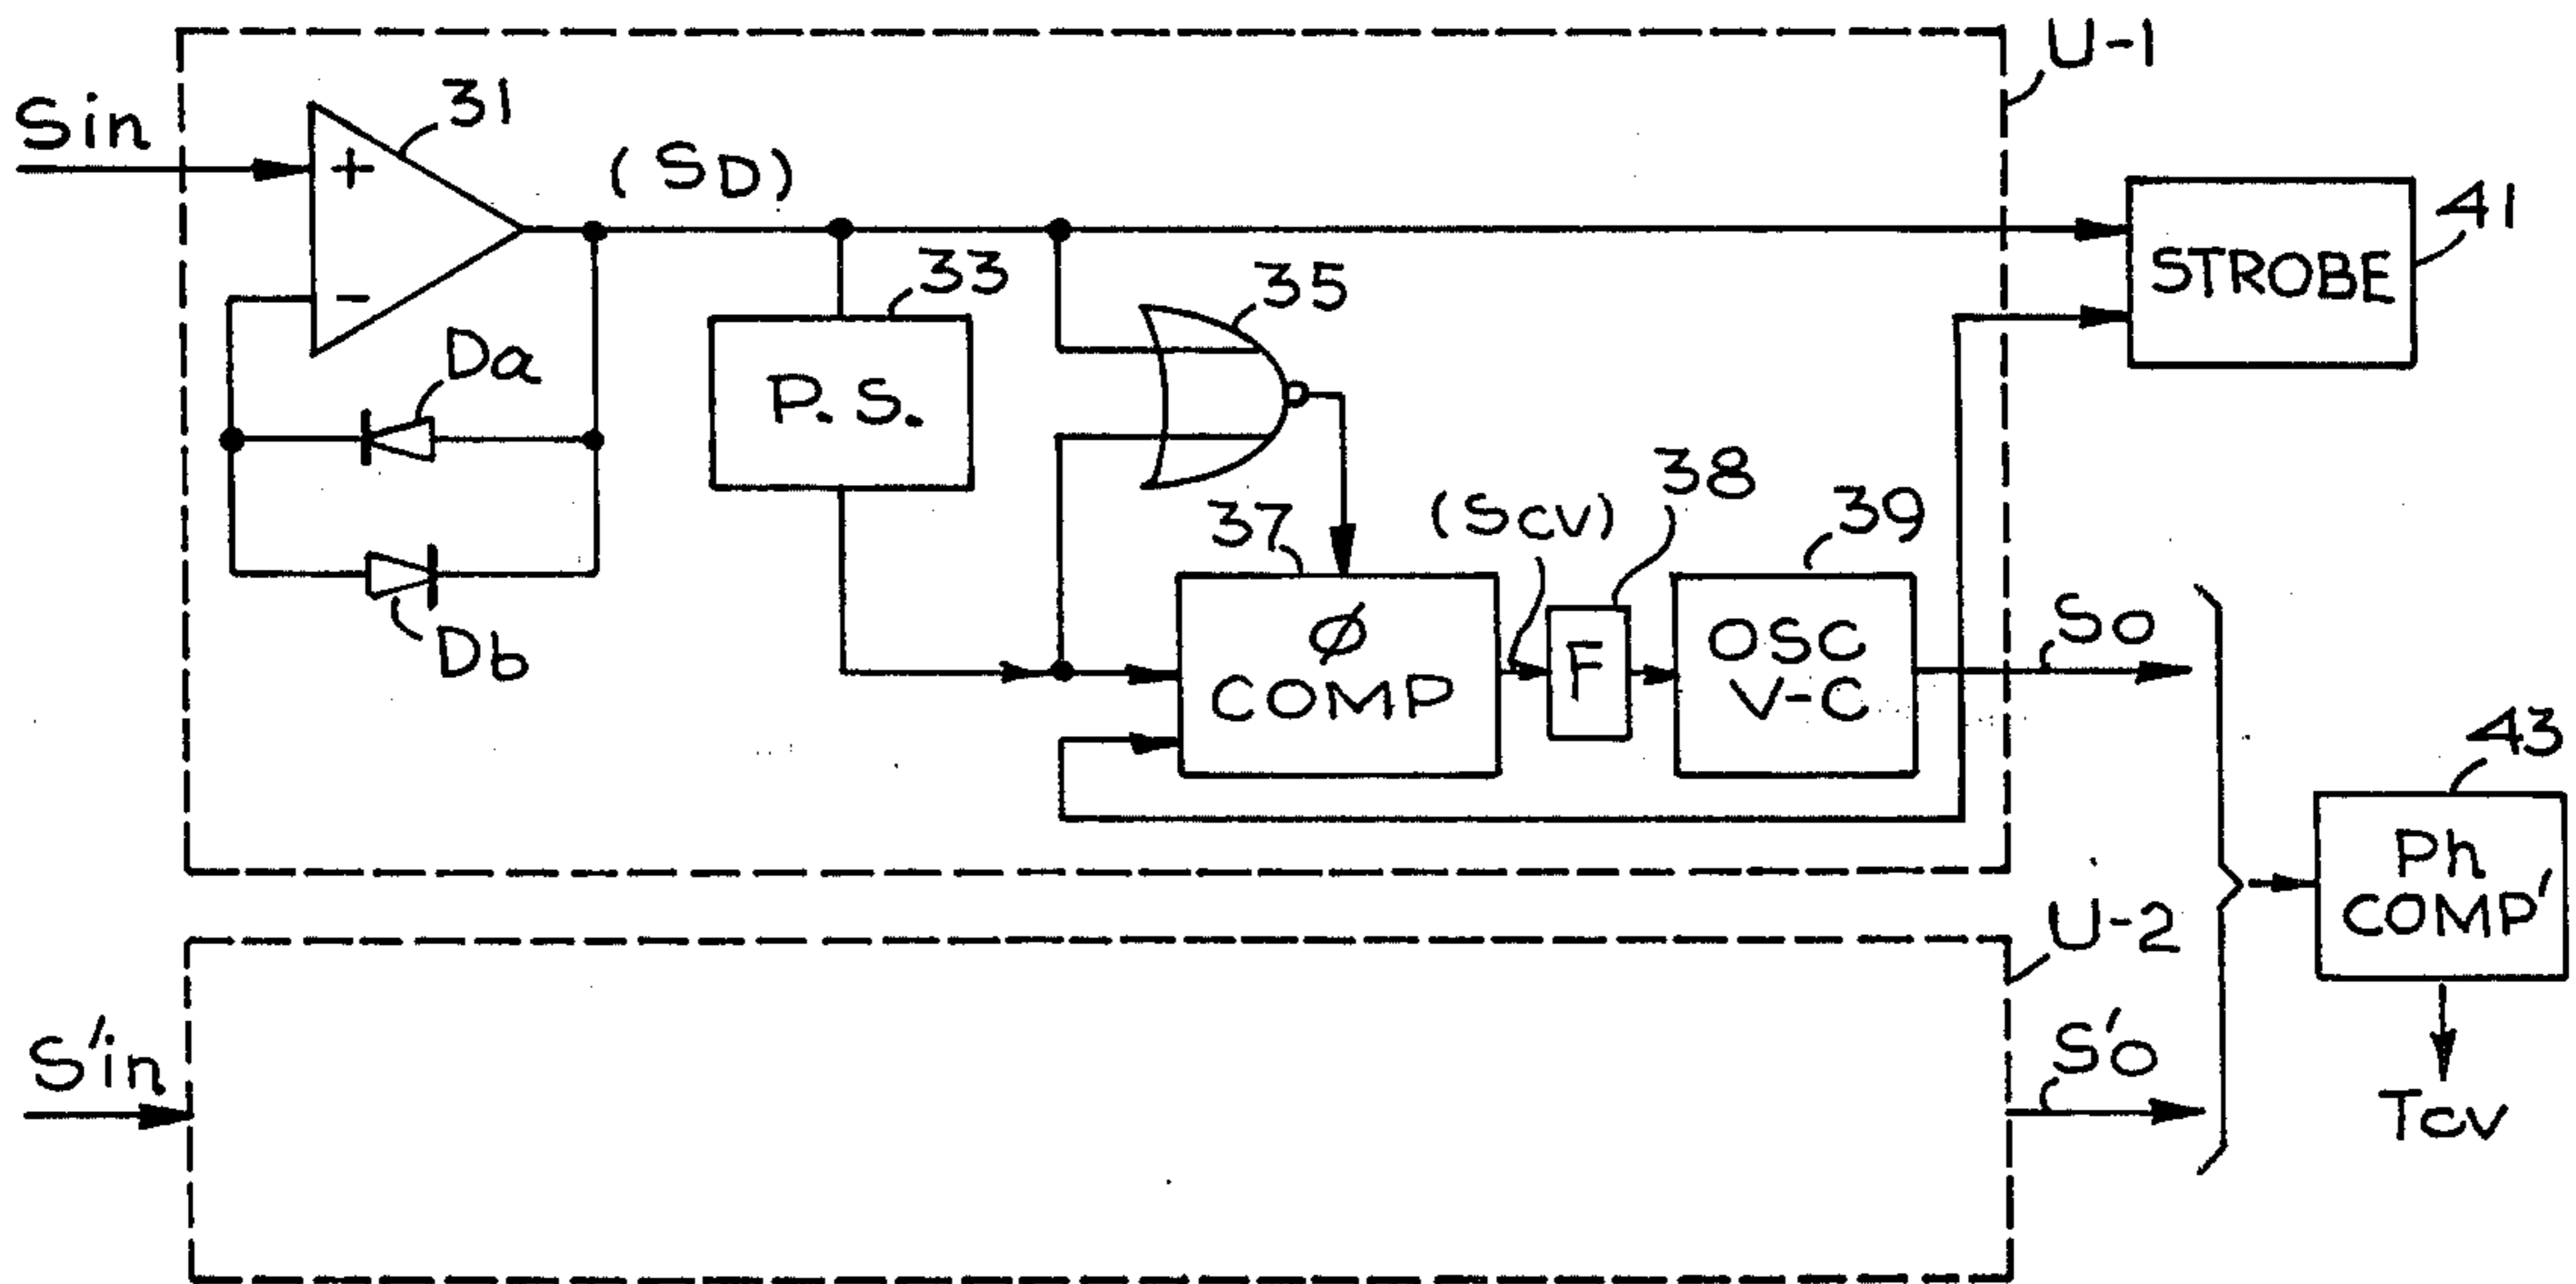 U-1
Sin
31
+
(SD)
41
-
33
35
STROBE
Da
P.S.
38
37
(Scv)
39
Db
Ø
COMP
F
OSC
V-C
So
43
Ph
COMP'
U-2
S'in
S'o
Tcv